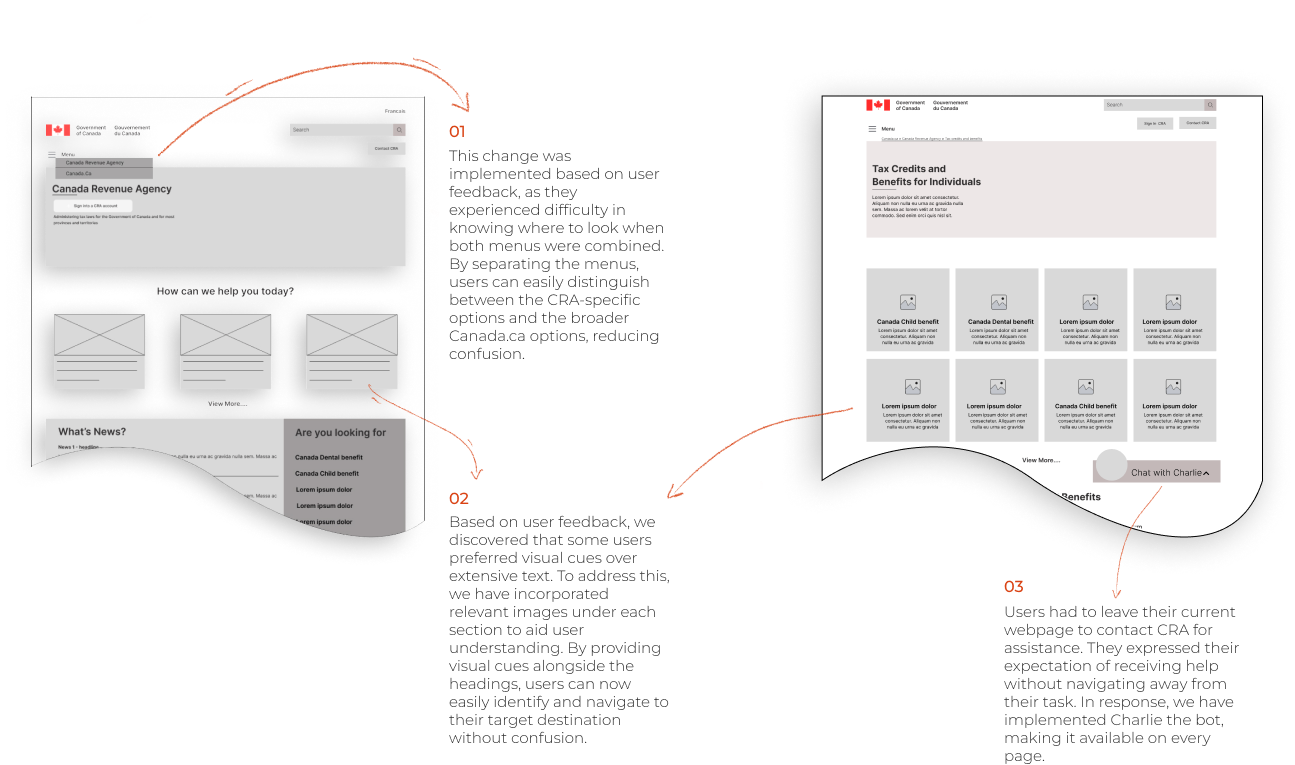 Francais
Government
of Canada
Gouvernement
du Canada
Search
Menu
Contact CRA
Canada Revenue Agency
Canada.Ca
Canada Revenue Agency
Sign into a CRA account
Administering tax laws for the Government of Canada and for most
provinces and territories
How can we help you today?
View More....
What's News?
News 1 - headline
nulla eu urna ac gravida nulla sem. Massa ac
sem. Massa ac
Are you looking for
Canada Dental benefit
Canada Child benefit
Lorem ipsum dolor
Lorem ipsum dolor
Lorem ipsum dolor
01
This change was
implemented based on user
feedback, as they
experienced difficulty in
knowing where to look when
both menus were combined.
By separating the menus,
users can easily distinguish
between the CRA-specific
options and the broader
Canada.ca options, reducing
confusion.
02
Based on user feedback, we
discovered that some users
preferred visual cues over
extensive text. To address this,
we have incorporated
relevant images under each
section to aid user
understanding. By providing
visual cues alongside the
headings, users can now
easily identify and navigate to
their target destination
without confusion.
Government
of Canada
Gouvernement
du Canada
Search
Menu
Sign In CRA
Contact CRA
Canada Revenue Agency
Tax credits and benefits
Tax Credits and
Benefits for Individuals
Lorem ipsum dolor sit amet consectetur.
Aliquam non nulla eu urna ac gravida nulla
sem. Massa ac lorem velit at tortor
commodo. Sed enim orci quis nisl sit.
Canada Child benefit
Lorem ipsum dolor sit amet
consectetur. Aliquam non
nulla eu urna ac gravida
Canada Dental benefit
Lorem ipsum dolor sit amet
consectetur. Aliquam non
nulla eu urna ac gravida
Lorem ipsum dolor
Lorem ipsum dolor sit amet
consectetur. Aliquam non
nulla eu urna ac gravida
Lorem ipsum dolor
Lorem ipsum dolor sit amet
consectetur. Aliquam non
nulla eu urna ac gravida
Lorem ipsum dolor
Lorem ipsum dolor sit amet
consectetur. Aliquam non
nulla eu urna ac gravida
Lorem ipsum dolor
Lorem ipsum dolor sit amet
consectetur. Aliquam non
nulla eu urna ac gravida
Canada Child benefit
Lorem ipsum dolor sit amet
consectetur. Aliquam non
nulla eu urna ac gravida
Lorem ipsum dolor
Lorem ipsum dolor sit amet
consectetur. Aliquam non
nulla eu urna ac gravida
View More....
Chat with Charlie
Benefits
03
Users had to leave their current
webpage to contact CRA for
assistance. They expressed their
expectation of receiving help
without navigating away from
their task. In response, we have
implemented Charlie the bot,
making it available on every
page.